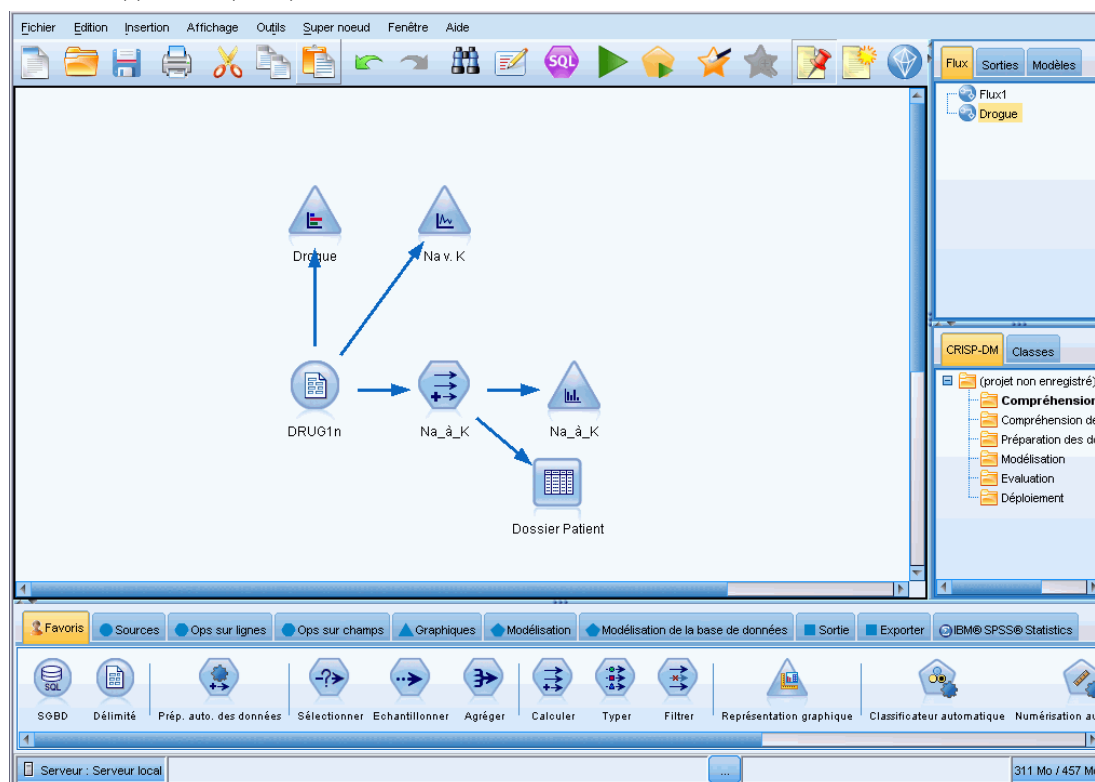 Fichier Edition Insertion Affichage Outils Super noeud Fenêtre Aide
SQL
Flux Sorties Modèles
Flux1
Drogue
Drogue
Na v. K
DRUG1n
Na_à_K
Na_à_K
Dossier Patient
CRISP-DM Classes
(projet non enregistré)
Compréhension
Compréhension de
Préparation des d
Modélisation
Evaluation
Déploiement
Favoris Sources Ops sur lignes Ops sur champs Graphiques Modélisation Modélisation de la base de données Sortie Exporter IBM® SPSS® Statistics
SQL
SGBD Délimité Prép. auto. des données Sélectionner Echantillonner Agréger Calculer Typer Filtrer Représentation graphique Classificateur automatique Numérisation au
Serveur : Serveur local
...
311 Mo / 457 M